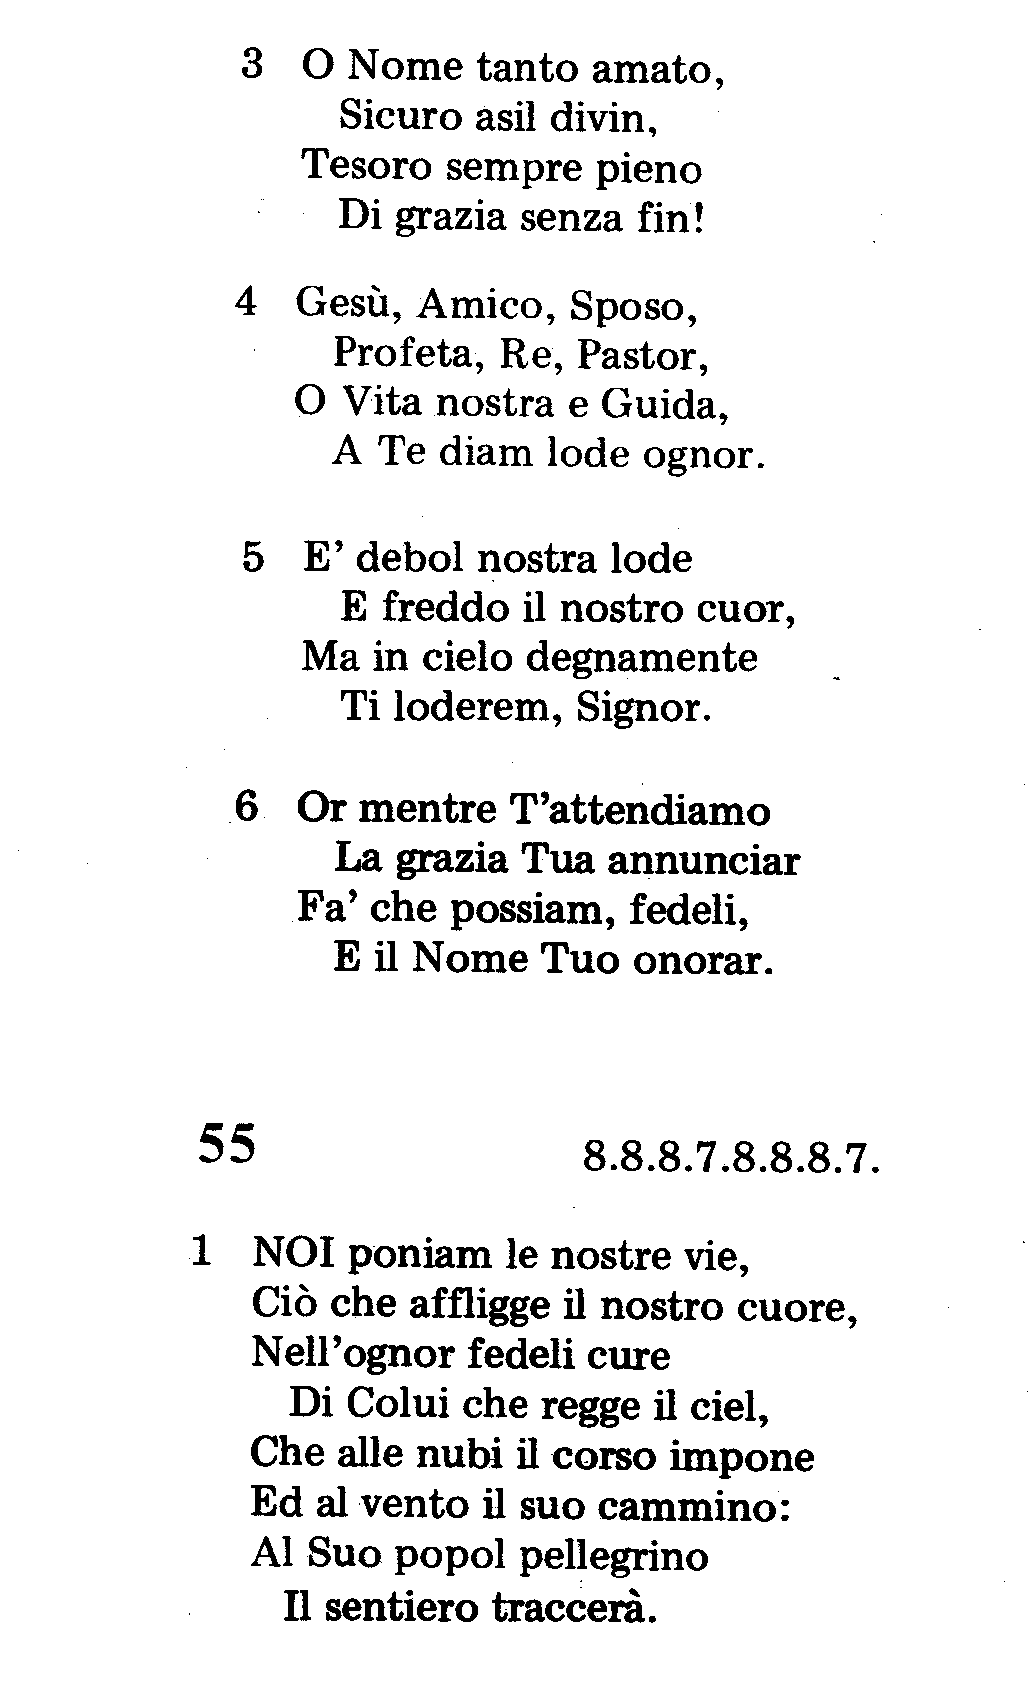 3 O Nome tanto amato,
Sicuro asil divin,
Tesoro sempre pieno
Di grazia senza fin!
4 Gesù, Amico, Sposo,
Profeta, Re, Pastor,
O Vita nostra e Guida,
A Te diam lode ognor.
5 E' debol nostra lode
E freddo il nostro cuor,
Ma in cielo degnamente
Ti loderem, Signor.
6 Or mentre T'attendiamo
La grazia Tua annunciar
Fa' che possiam, fedeli,
E il Nome Tuo onorar.
55 8.8.8.7.8.8.8.7.
1 NOI poniam le nostre vie,
Ciò che affligge il nostro cuore,
Nell'ognor fedeli cure
Di Colui che regge il ciel,
Che alle nubi il corso impone
Ed al vento il suo cammino:
Al Suo popol pellegrino
Il sentiero traccerà.